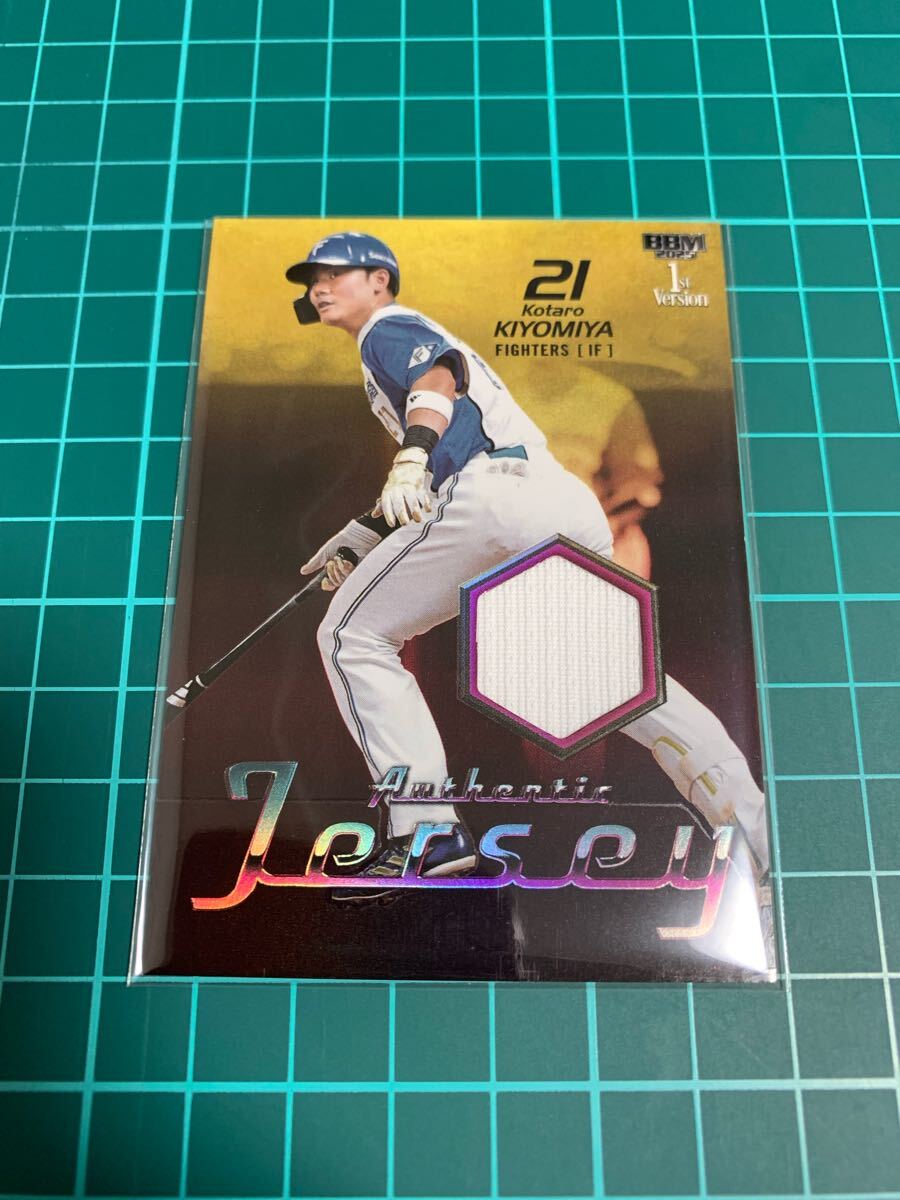 BBM
2025
1st
Version
21
Kotaro
KIYOMIYA
FIGHTERS [ IF ]
Authentic
Jersey